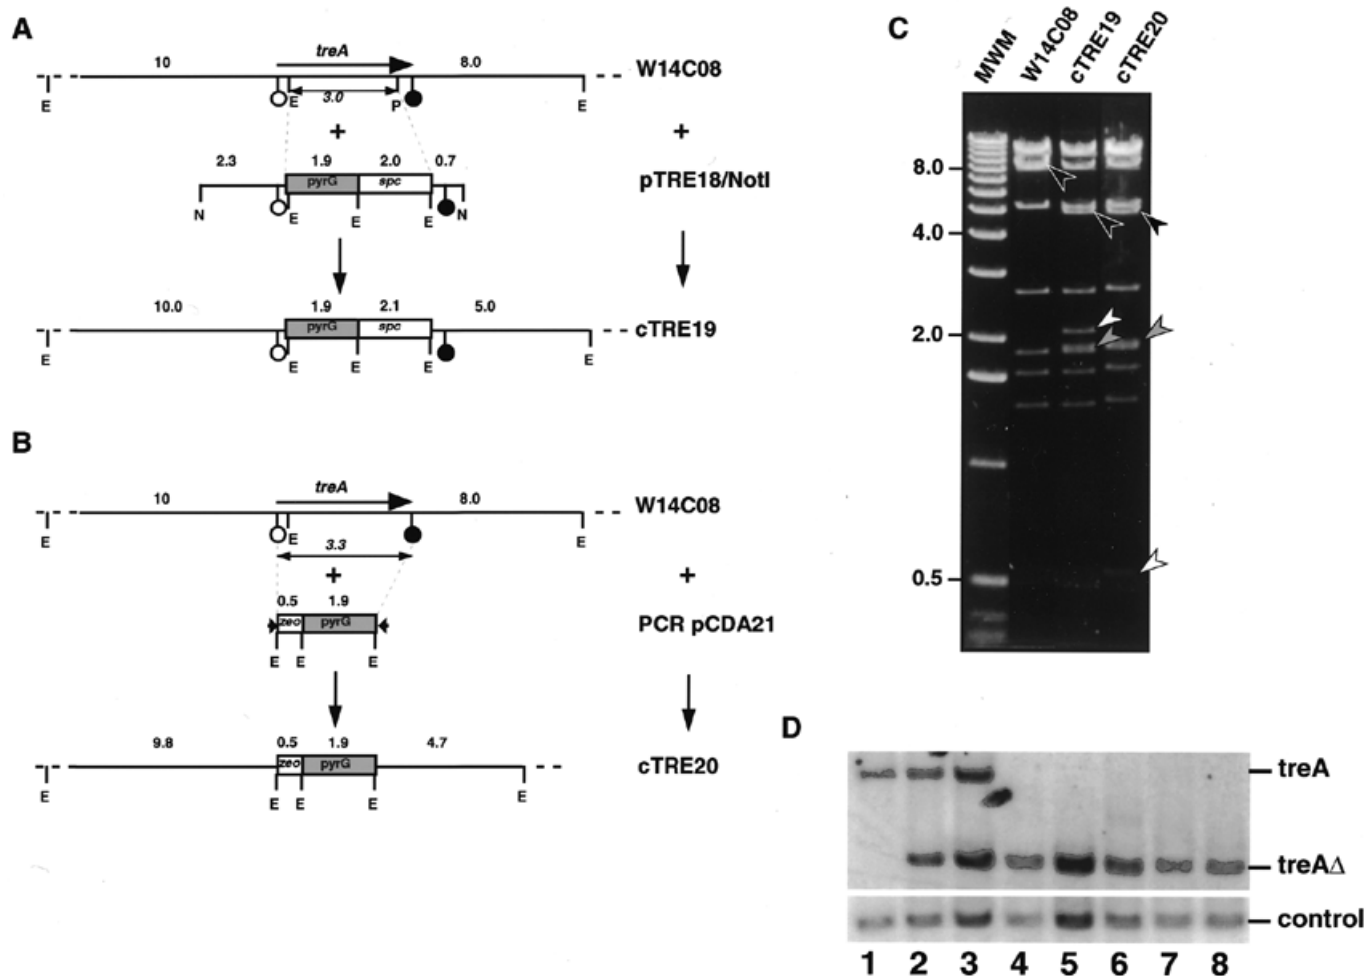 A
treA
10
8.0
W14C08
E
E
3.0
P
E
+
+
2.3
1.9
2.0
0.7
pyrG
spc
pTRE18/NotI
N
E
E
E
N
10.0
1.9
2.1
5.0
pyrG
spc
cTRE19
E
E
E
E
E
B
treA
10
8.0
W14C08
E
E
E
3.3
+
+
0.5
1.9
zeo
pyrG
PCR pCDA21
E
E
E
9.8
0.5
1.9
4.7
zeo
pyrG
cTRE20
E
E
E
E
E
C
MWM
W14C08
cTRE19
cTRE20
8.0
4.0
2.0
0.5
D
treA
treAΔ
control
1 2 3 4 5 6 7 8